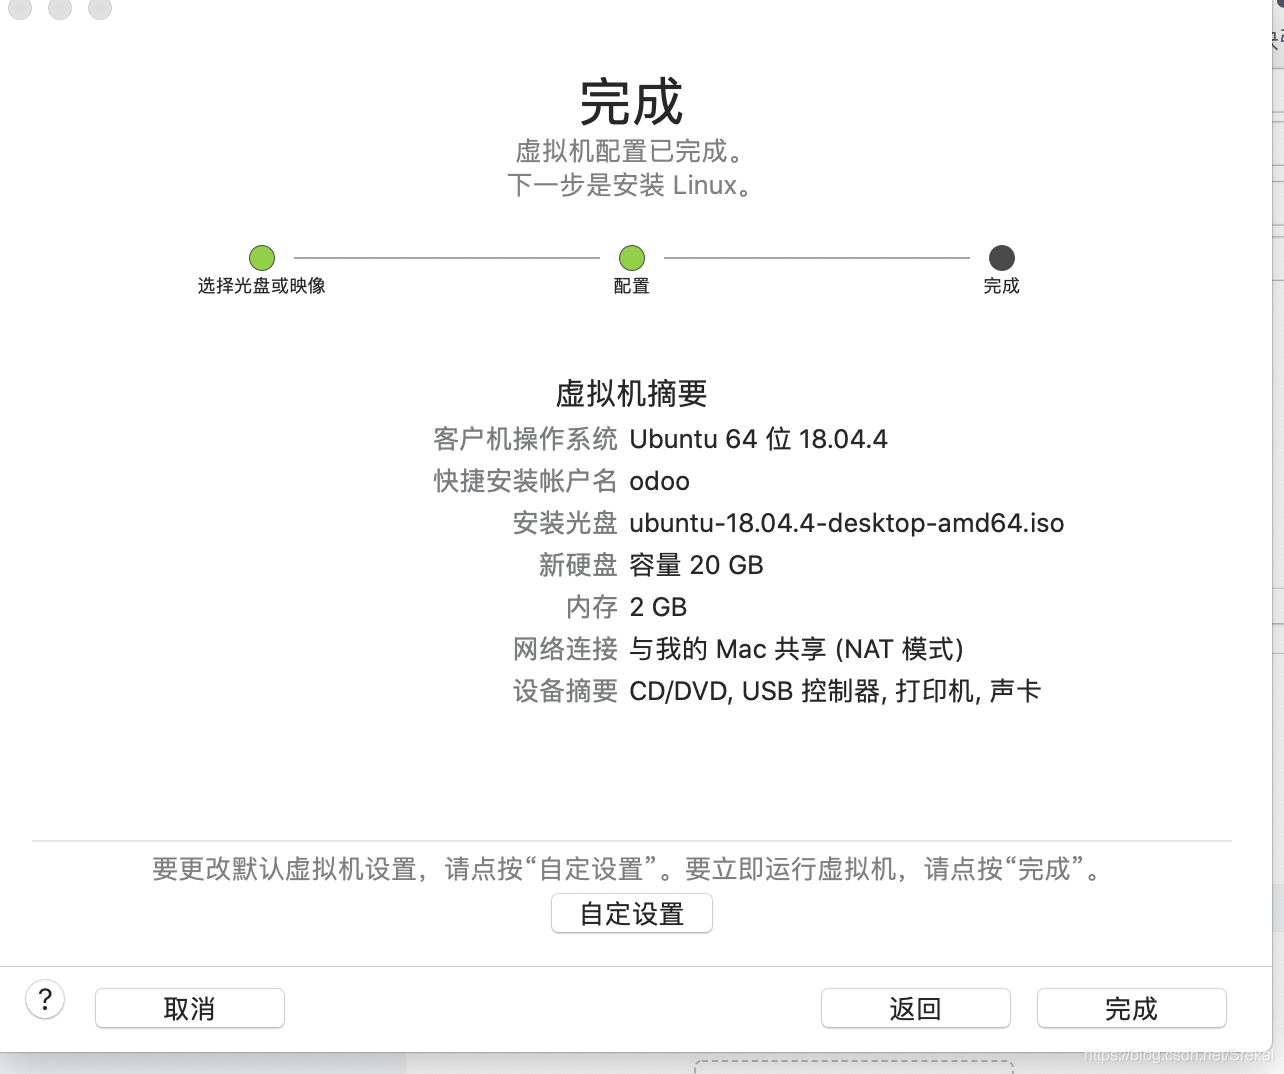 完成
虚拟机配置已完成。
下一步是安装 Linux。
选择光盘或映像
配置
完成
虚拟机摘要
客户机操作系统 Ubuntu 64 位 18.04.4
快捷安装帐户名 odoo
安装光盘 ubuntu-18.04.4-desktop-amd64.iso
新硬盘 容量 20 GB
内存 2 GB
网络连接 与我的 Mac 共享 (NAT 模式)
设备摘要 CD/DVD, USB 控制器, 打印机, 声卡
要更改默认虚拟机设置，请点按“自定设置”。要立即运行虚拟机，请点按“完成”。
自定设置
?
取消
返回
完成
https://blog.csdn.net/Srekai